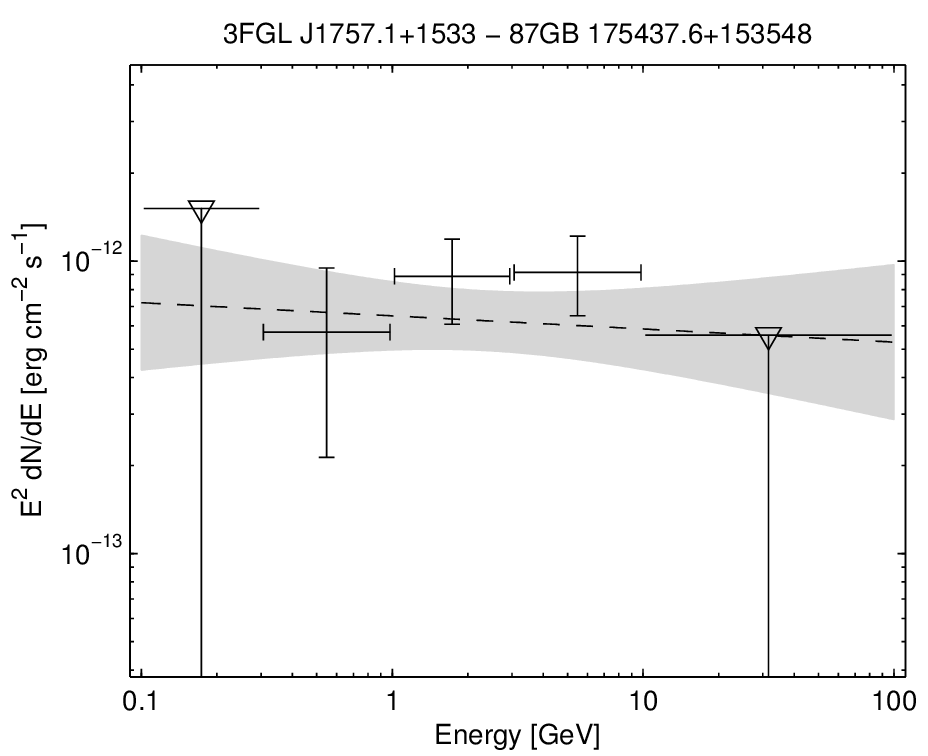 3FGL J1757.1+1533 − 87GB 175437.6+153548
E² dN/dE [erg cm⁻² s⁻¹]
10⁻¹²
10⁻¹³
0.1 1 10 100
Energy [GeV]